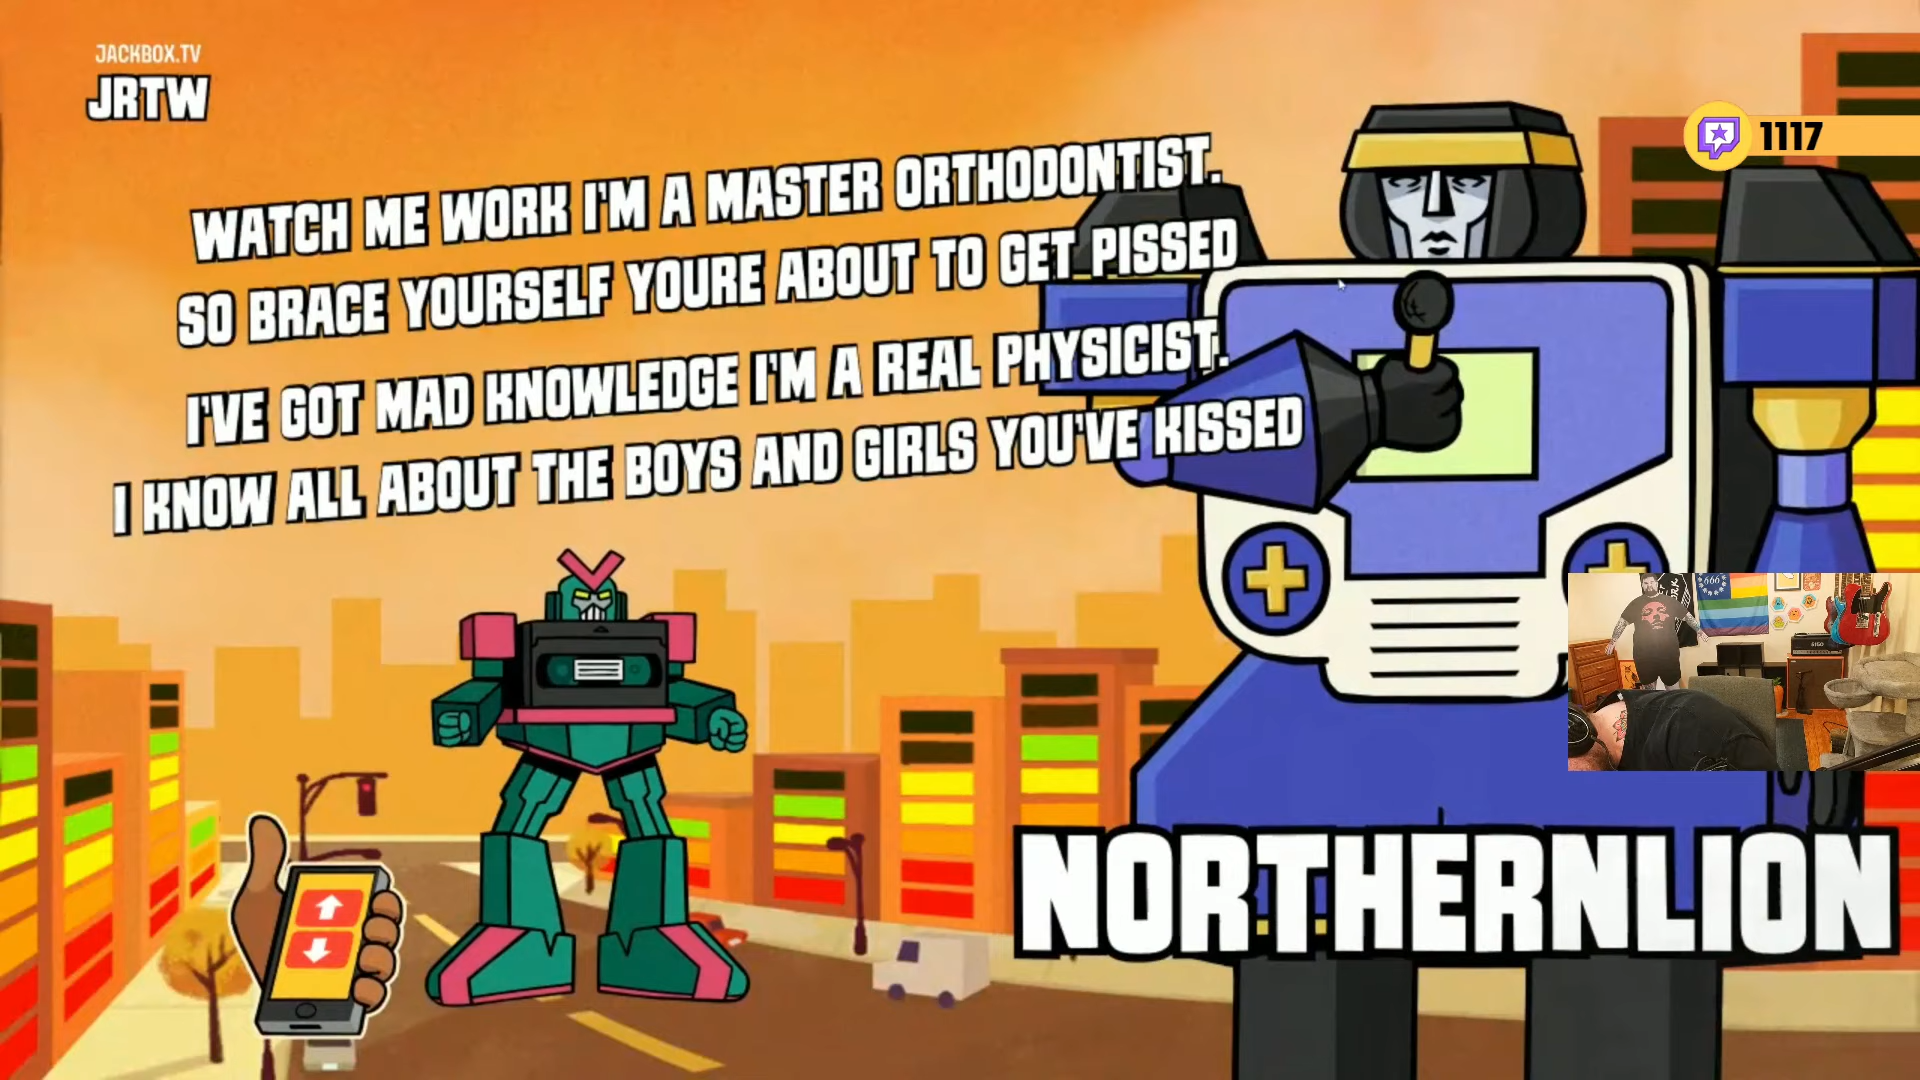 JACKBOX.TV
JRTW
1117
WATCH ME WORK I'M A MASTER ORTHODONTIST.
SO BRACE YOURSELF YOURE ABOUT TO GET PISSED
I'VE GOT MAD KNOWLEDGE I'M A REAL PHYSICIST.
I KNOW ALL ABOUT THE BOYS AND GIRLS YOU'VE KISSED
666
NORTHERNLION